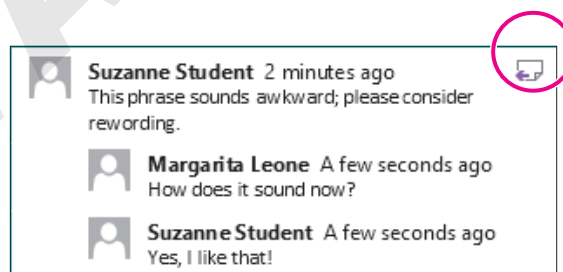 Suzanne Student 2 minutes ago
This phrase sounds awkward; please consider
rewording.
Margarita Leone A few seconds ago
How does it sound now?
Suzanne Student A few seconds ago
Yes, I like that!